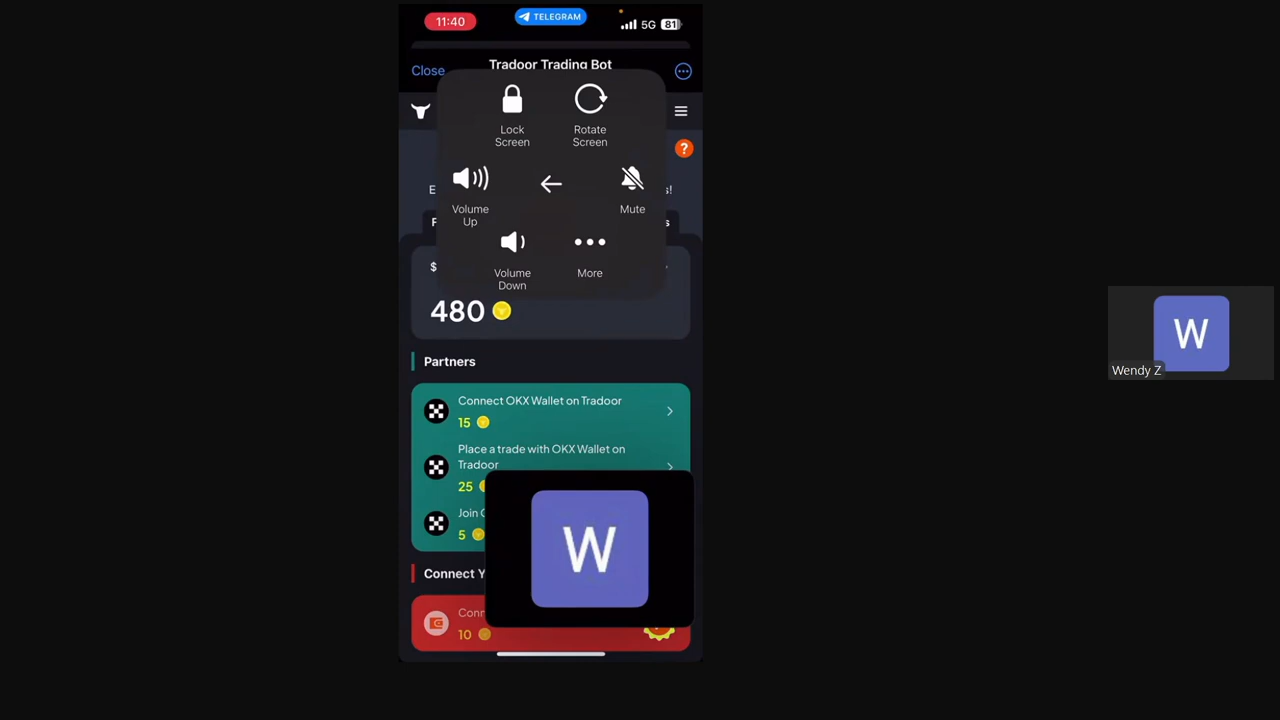 11:40
TELEGRAM
5G
81
Close
Tradoor Trading Bot
Lock
Screen
Rotate
Screen
?
E
s!
Volume
Up
Mute
F
s
Volume
Down
More
$
480
Partners
Connect OKX Wallet on Tradoor
15
Place a trade with OKX Wallet on
Tradoor
25
Join
5
W
Connect Y
Conn
10
W
Wendy Z